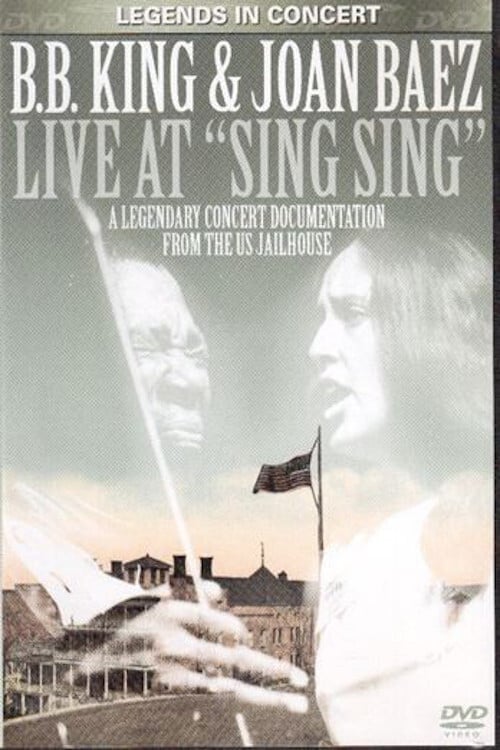 DVD LEGENDS IN CONCERT DVD
B.B. KING & JOAN BAEZ
LIVE AT “SING SING”
A LEGENDARY CONCERT DOCUMENTATION
FROM THE US JAILHOUSE
DVD
VIDEO